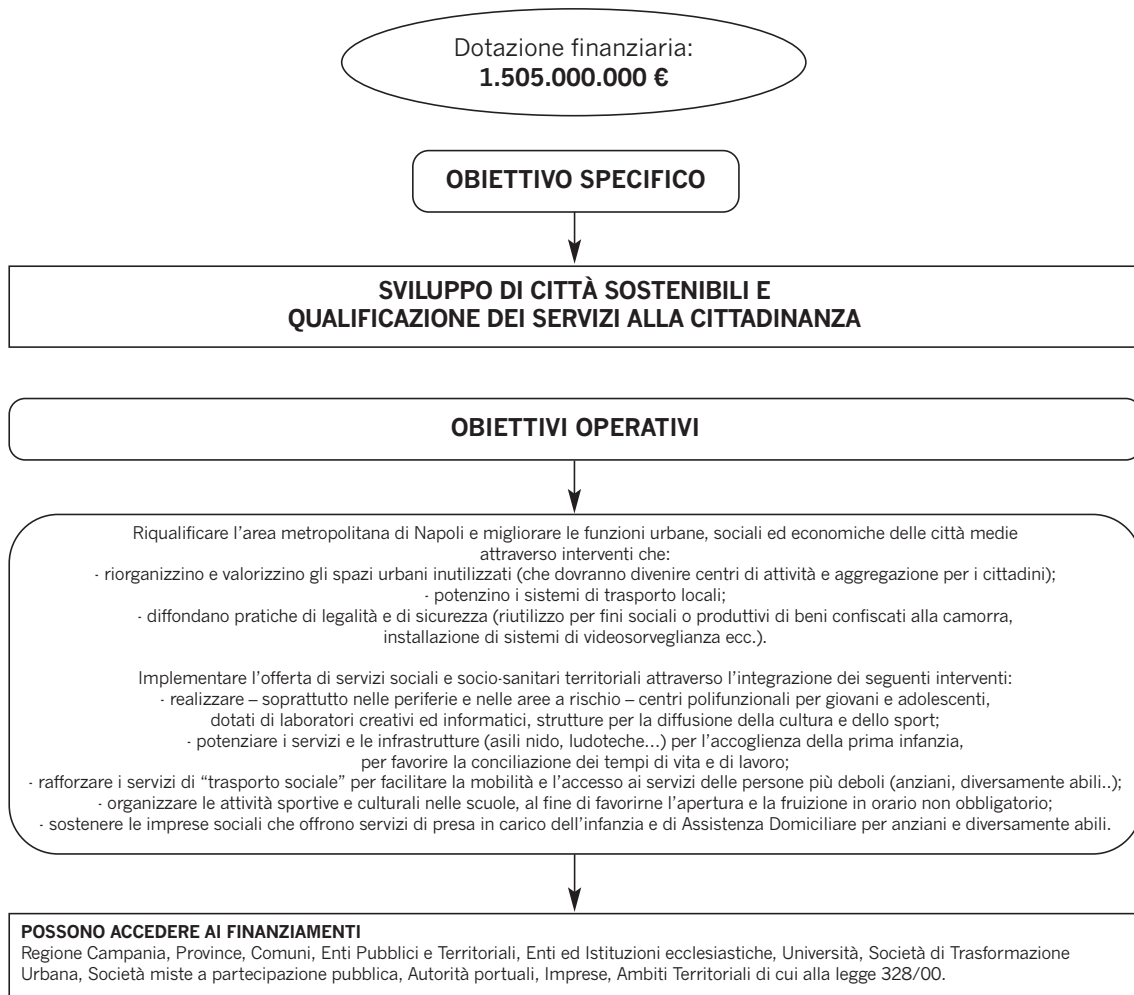 Dotazione finanziaria:
1.505.000.000 €
OBIETTIVO SPECIFICO
SVILUPPO DI CITTÀ SOSTENIBILI E
QUALIFICAZIONE DEI SERVIZI ALLA CITTADINANZA
OBIETTIVI OPERATIVI
Riqualificare l'area metropolitana di Napoli e migliorare le funzioni urbane, sociali ed economiche delle città medie
attraverso interventi che:
- riorganizzino e valorizzino gli spazi urbani inutilizzati (che dovranno divenire centri di attività e aggregazione per i cittadini);
- potenzino i sistemi di trasporto locali;
- diffondano pratiche di legalità e di sicurezza (riutilizzo per fini sociali o produttivi di beni confiscati alla camorra,
installazione di sistemi di videosorveglianza ecc.).
Implementare l'offerta di servizi sociali e socio-sanitari territoriali attraverso l'integrazione dei seguenti interventi:
- realizzare – soprattutto nelle periferie e nelle aree a rischio – centri polifunzionali per giovani e adolescenti,
dotati di laboratori creativi ed informatici, strutture per la diffusione della cultura e dello sport;
- potenziare i servizi e le infrastrutture (asili nido, ludoteche...) per l'accoglienza della prima infanzia,
per favorire la conciliazione dei tempi di vita e di lavoro;
- rafforzare i servizi di "trasporto sociale" per facilitare la mobilità e l'accesso ai servizi delle persone più deboli (anziani, diversamente abili..);
- organizzare le attività sportive e culturali nelle scuole, al fine di favorirne l'apertura e la fruizione in orario non obbligatorio;
- sostenere le imprese sociali che offrono servizi di presa in carico dell'infanzia e di Assistenza Domiciliare per anziani e diversamente abili.
POSSONO ACCEDERE AI FINANZIAMENTI
Regione Campania, Province, Comuni, Enti Pubblici e Territoriali, Enti ed Istituzioni ecclesiastiche, Università, Società di Trasformazione
Urbana, Società miste a partecipazione pubblica, Autorità portuali, Imprese, Ambiti Territoriali di cui alla legge 328/00.